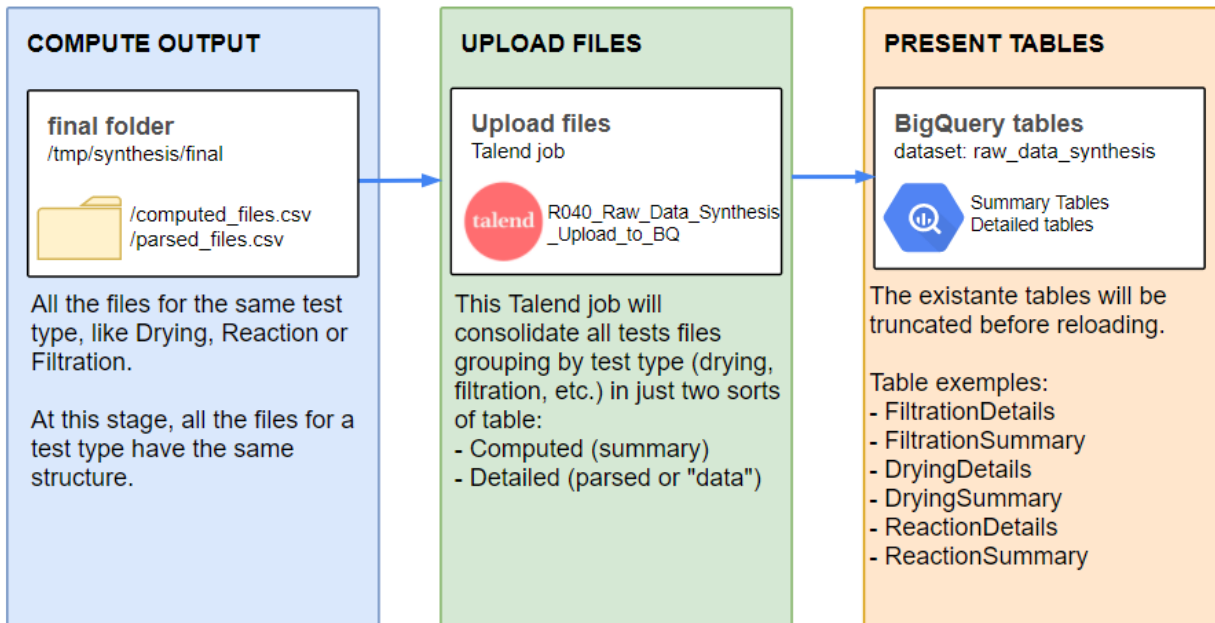 COMPUTE OUTPUT
final folder
/tmp/synthesis/final
/computed_files.csv
/parsed_files.csv
All the files for the same test
type, like Drying, Reaction or
Filtration.
At this stage, all the files for a
test type have the same
structure.
UPLOAD FILES
Upload files
Talend job
talend
R040_Raw_Data_Synthesis
_Upload_to_BQ
This Talend job will
consolidate all tests files
grouping by test type (drying,
filtration, etc.) in just two sorts
of table:
- Computed (summary)
- Detailed (parsed or "data")
PRESENT TABLES
BigQuery tables
dataset: raw_data_synthesis
Summary Tables
Detailed tables
The existante tables will be
truncated before reloading.
Table exemples:
- FiltrationDetails
- FiltrationSummary
- DryingDetails
- DryingSummary
- ReactionDetails
- ReactionSummary